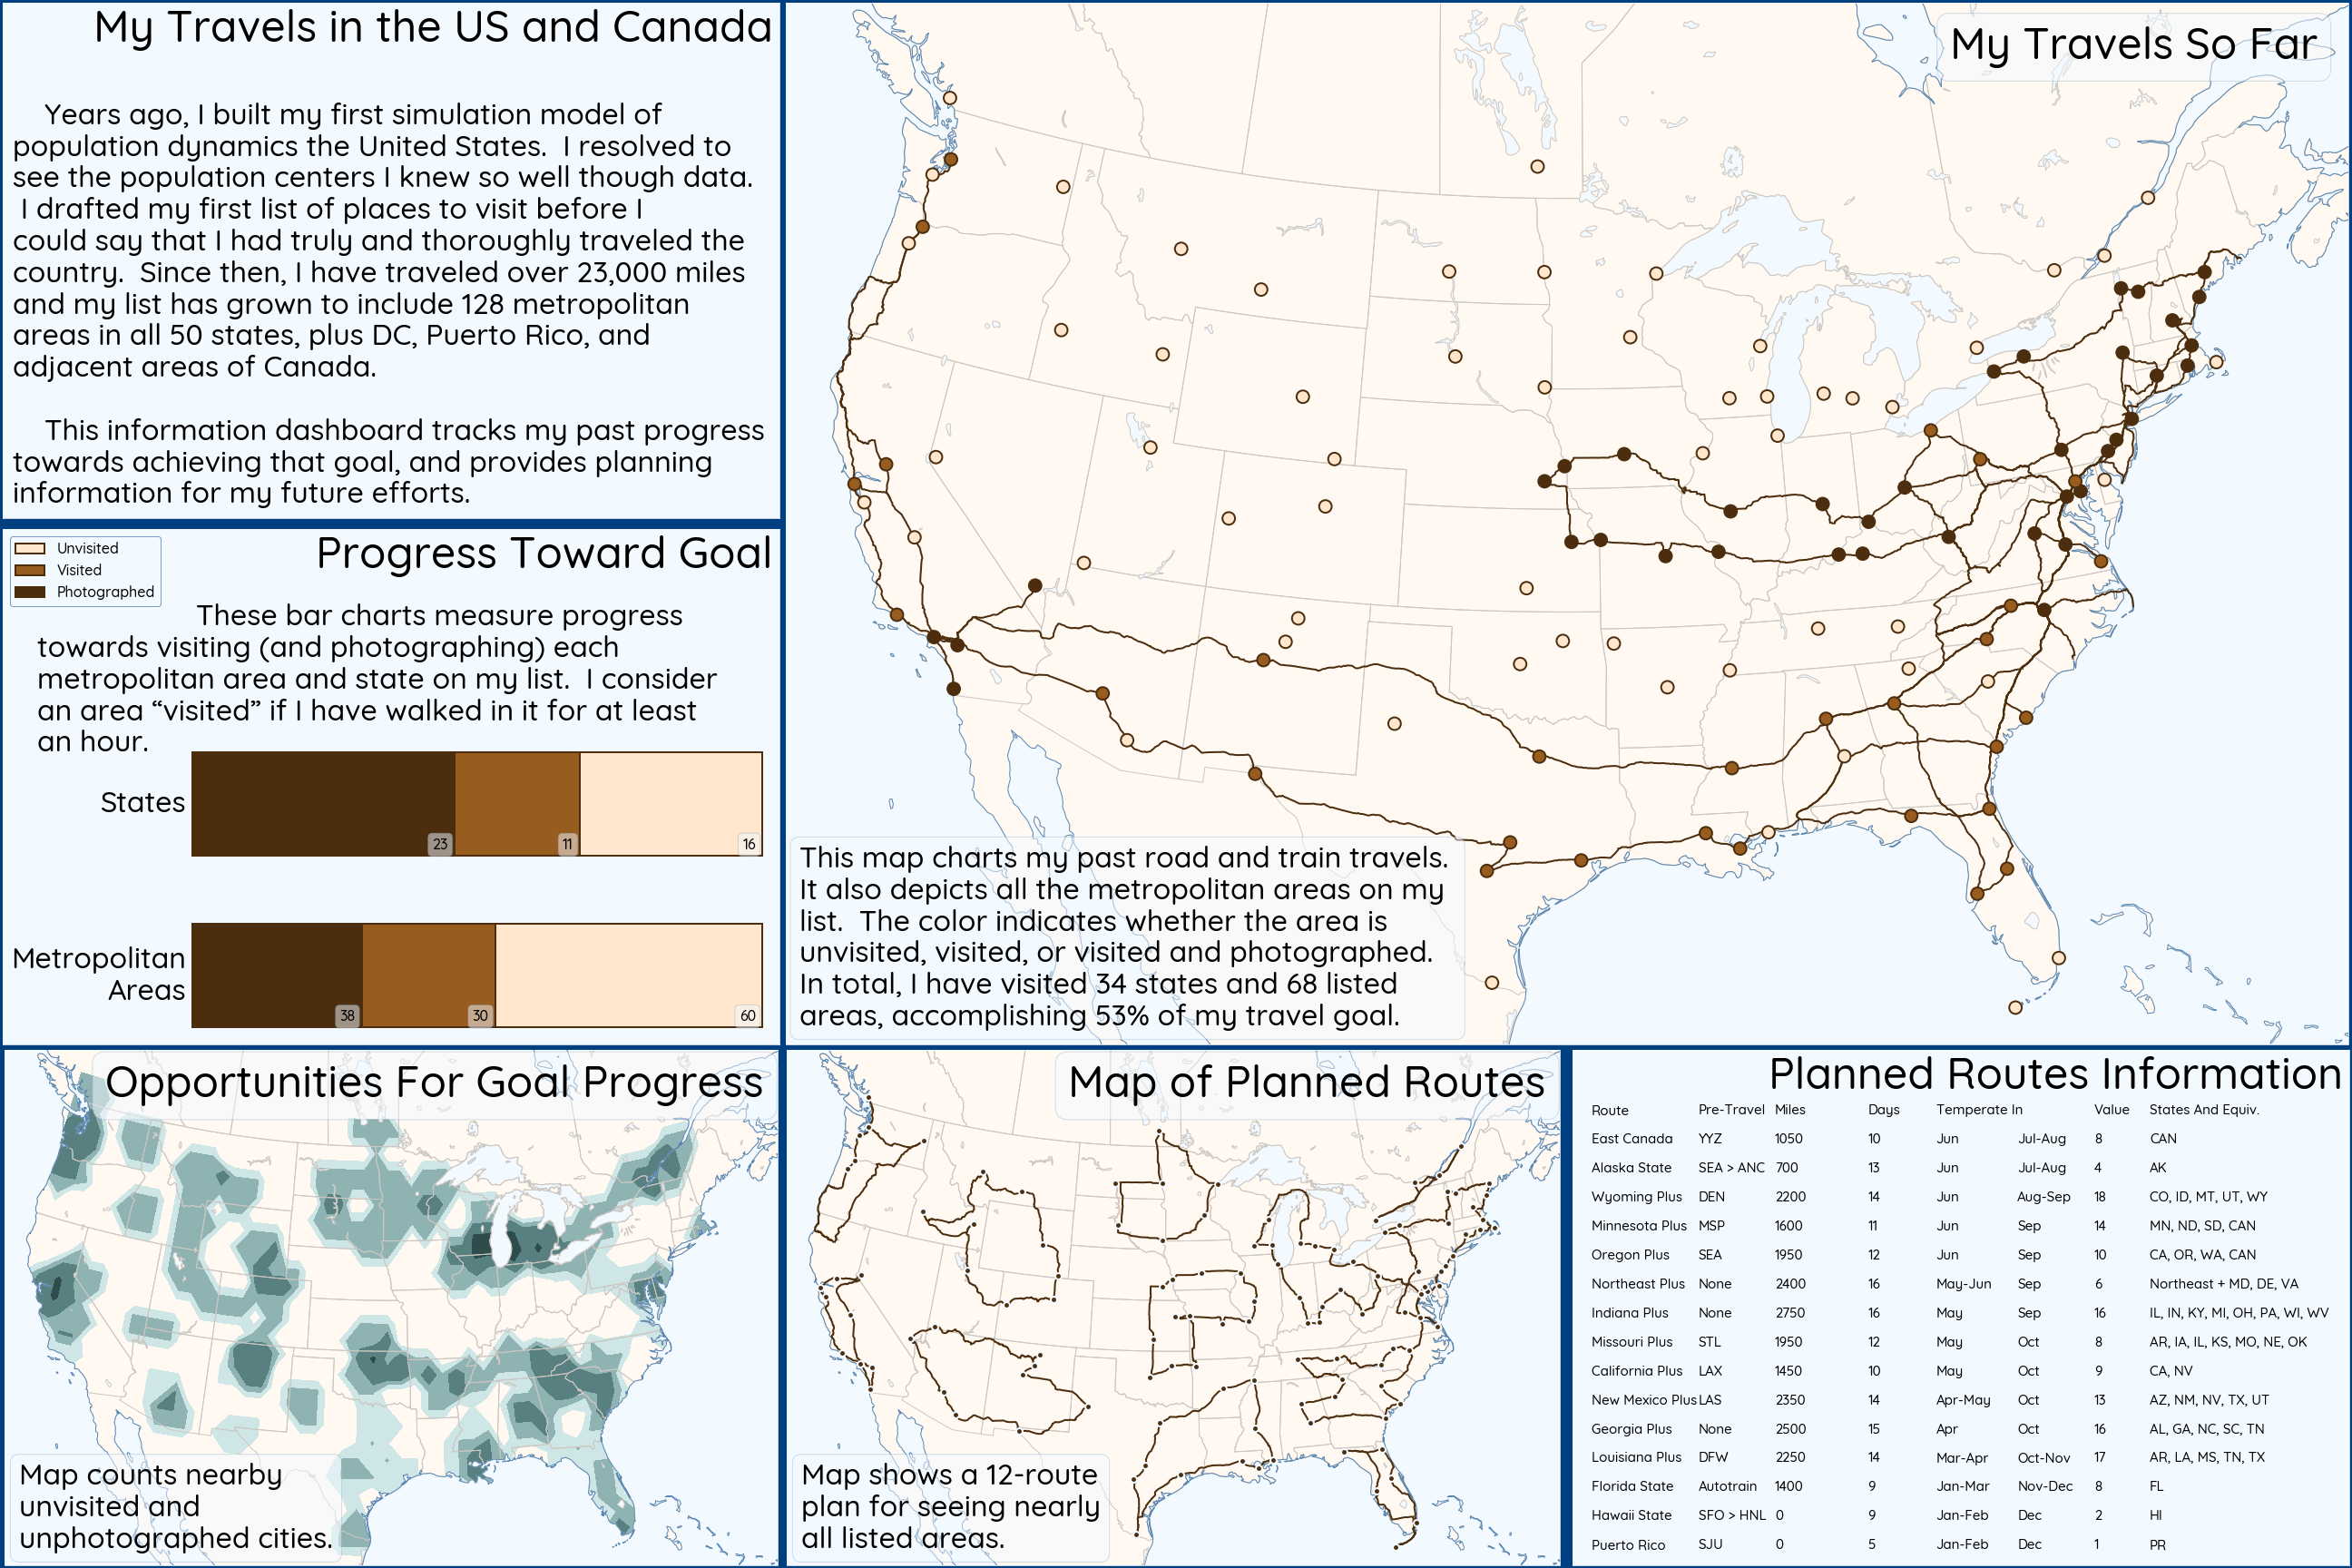 My Travels in the US and Canada
Years ago, I built my first simulation model of
population dynamics the United States.  I resolved to
see the population centers I knew so well though data.
I drafted my first list of places to visit before I
could say that I had truly and thoroughly traveled the
country.  Since then, I have traveled over 23,000 miles
and my list has grown to include 128 metropolitan
areas in all 50 states, plus DC, Puerto Rico, and
adjacent areas of Canada.
This information dashboard tracks my past progress
towards achieving that goal, and provides planning
information for my future efforts.
My Travels So Far
This map charts my past road and train travels.
It also depicts all the metropolitan areas on my
list.  The color indicates whether the area is
unvisited, visited, or visited and photographed.
In total, I have visited 34 states and 68 listed
areas, accomplishing 53% of my travel goal.
Progress Toward Goal
Unvisited
Visited
Photographed
These bar charts measure progress
towards visiting (and photographing) each
metropolitan area and state on my list.  I consider
an area “visited” if I have walked in it for at least
an hour.
States
23 11 16
Metropolitan
Areas
38 30 60
Opportunities For Goal Progress
Map counts nearby
unvisited and
unphotographed cities.
Map of Planned Routes
Map shows a 12-route
plan for seeing nearly
all listed areas.
Planned Routes Information
Route Pre-Travel Miles Days Temperate In Value States And Equiv.
East Canada YYZ 1050 10 Jun Jul-Aug 8 CAN
Alaska State SEA > ANC 700 13 Jun Jul-Aug 4 AK
Wyoming Plus DEN 2200 14 Jun Aug-Sep 18 CO, ID, MT, UT, WY
Minnesota Plus MSP 1600 11 Jun Sep 14 MN, ND, SD, CAN
Oregon Plus SEA 1950 12 Jun Sep 10 CA, OR, WA, CAN
Northeast Plus None 2400 16 May-Jun Sep 6 Northeast + MD, DE, VA
Indiana Plus None 2750 16 May Sep 16 IL, IN, KY, MI, OH, PA, WI, WV
Missouri Plus STL 1950 12 May Oct 8 AR, IA, IL, KS, MO, NE, OK
California Plus LAX 1450 10 May Oct 9 CA, NV
New Mexico Plus LAS 2350 14 Apr-May Oct 13 AZ, NM, NV, TX, UT
Georgia Plus None 2500 15 Apr Oct 16 AL, GA, NC, SC, TN
Louisiana Plus DFW 2250 14 Mar-Apr Oct-Nov 17 AR, LA, MS, TN, TX
Florida State Autotrain 1400 9 Jan-Mar Nov-Dec 8 FL
Hawaii State SFO > HNL 0 9 Jan-Feb Dec 2 HI
Puerto Rico SJU 0 5 Jan-Feb Dec 1 PR